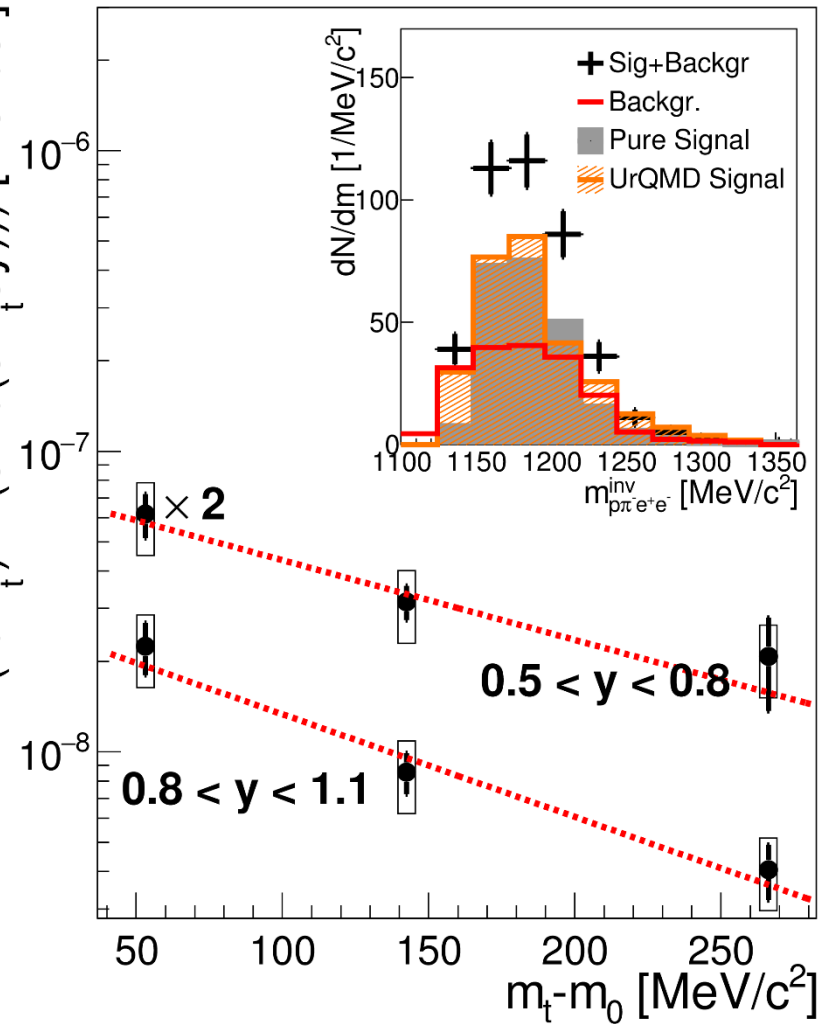 dN/dm [1/MeV/c²]
150
100
50
0
Sig+Backgr
Backgr.
Pure Signal
UrQMD Signal
1100 1150 1200 1250 1300 1350
m^inv_pπ⁻e⁺e⁻ [MeV/c²]
10⁻⁶
10⁻⁷
10⁻⁸
× 2
0.5 < y < 0.8
0.8 < y < 1.1
50 100 150 200 250
mₜ-m₀ [MeV/c²]